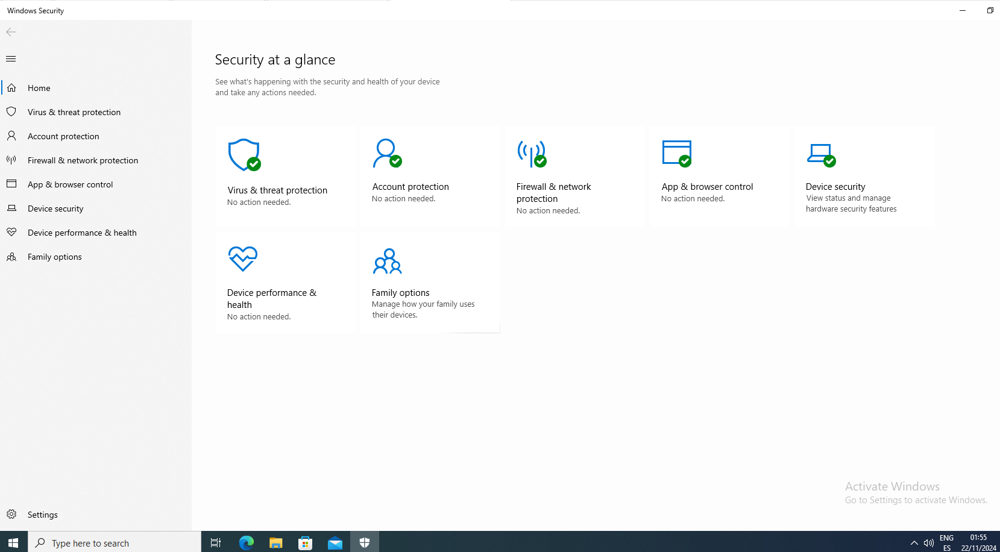 Windows Security
Home
Virus & threat protection
Account protection
Firewall & network protection
App & browser control
Device security
Device performance & health
Family options
Settings
Security at a glance
See what's happening with the security and health of your device
and take any actions needed.
Virus & threat protection
No action needed.
Account protection
No action needed.
Firewall & network
protection
No action needed.
App & browser control
No action needed.
Device security
View status and manage
hardware security features
Device performance &
health
No action needed.
Family options
Manage how your family uses
their devices.
Activate Windows
Go to Settings to activate Windows.
Type here to search
ENG
ES
01:55
22/11/2024